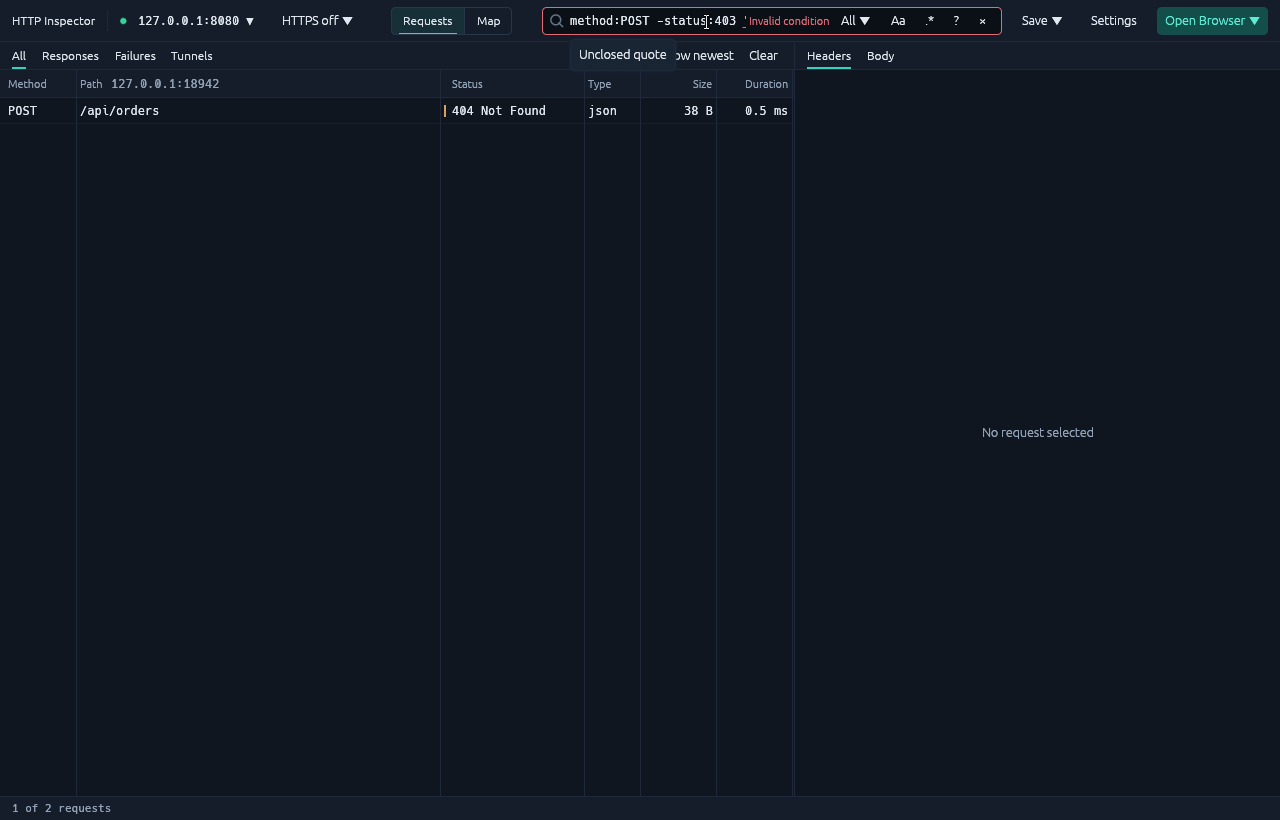 HTTP Inspector 127.0.0.1:8080 ▼ HTTPS off ▼ Requests Map method:POST -status:403 Invalid condition All ▼ Aa .* ? × Save ▼ Settings Open Browser ▼
All Responses Failures Tunnels Unclosed quote newest Clear Headers Body
Method Path 127.0.0.1:18942 Status Type Size Duration
POST /api/orders 404 Not Found json 38 B 0.5 ms
No request selected
1 of 2 requests